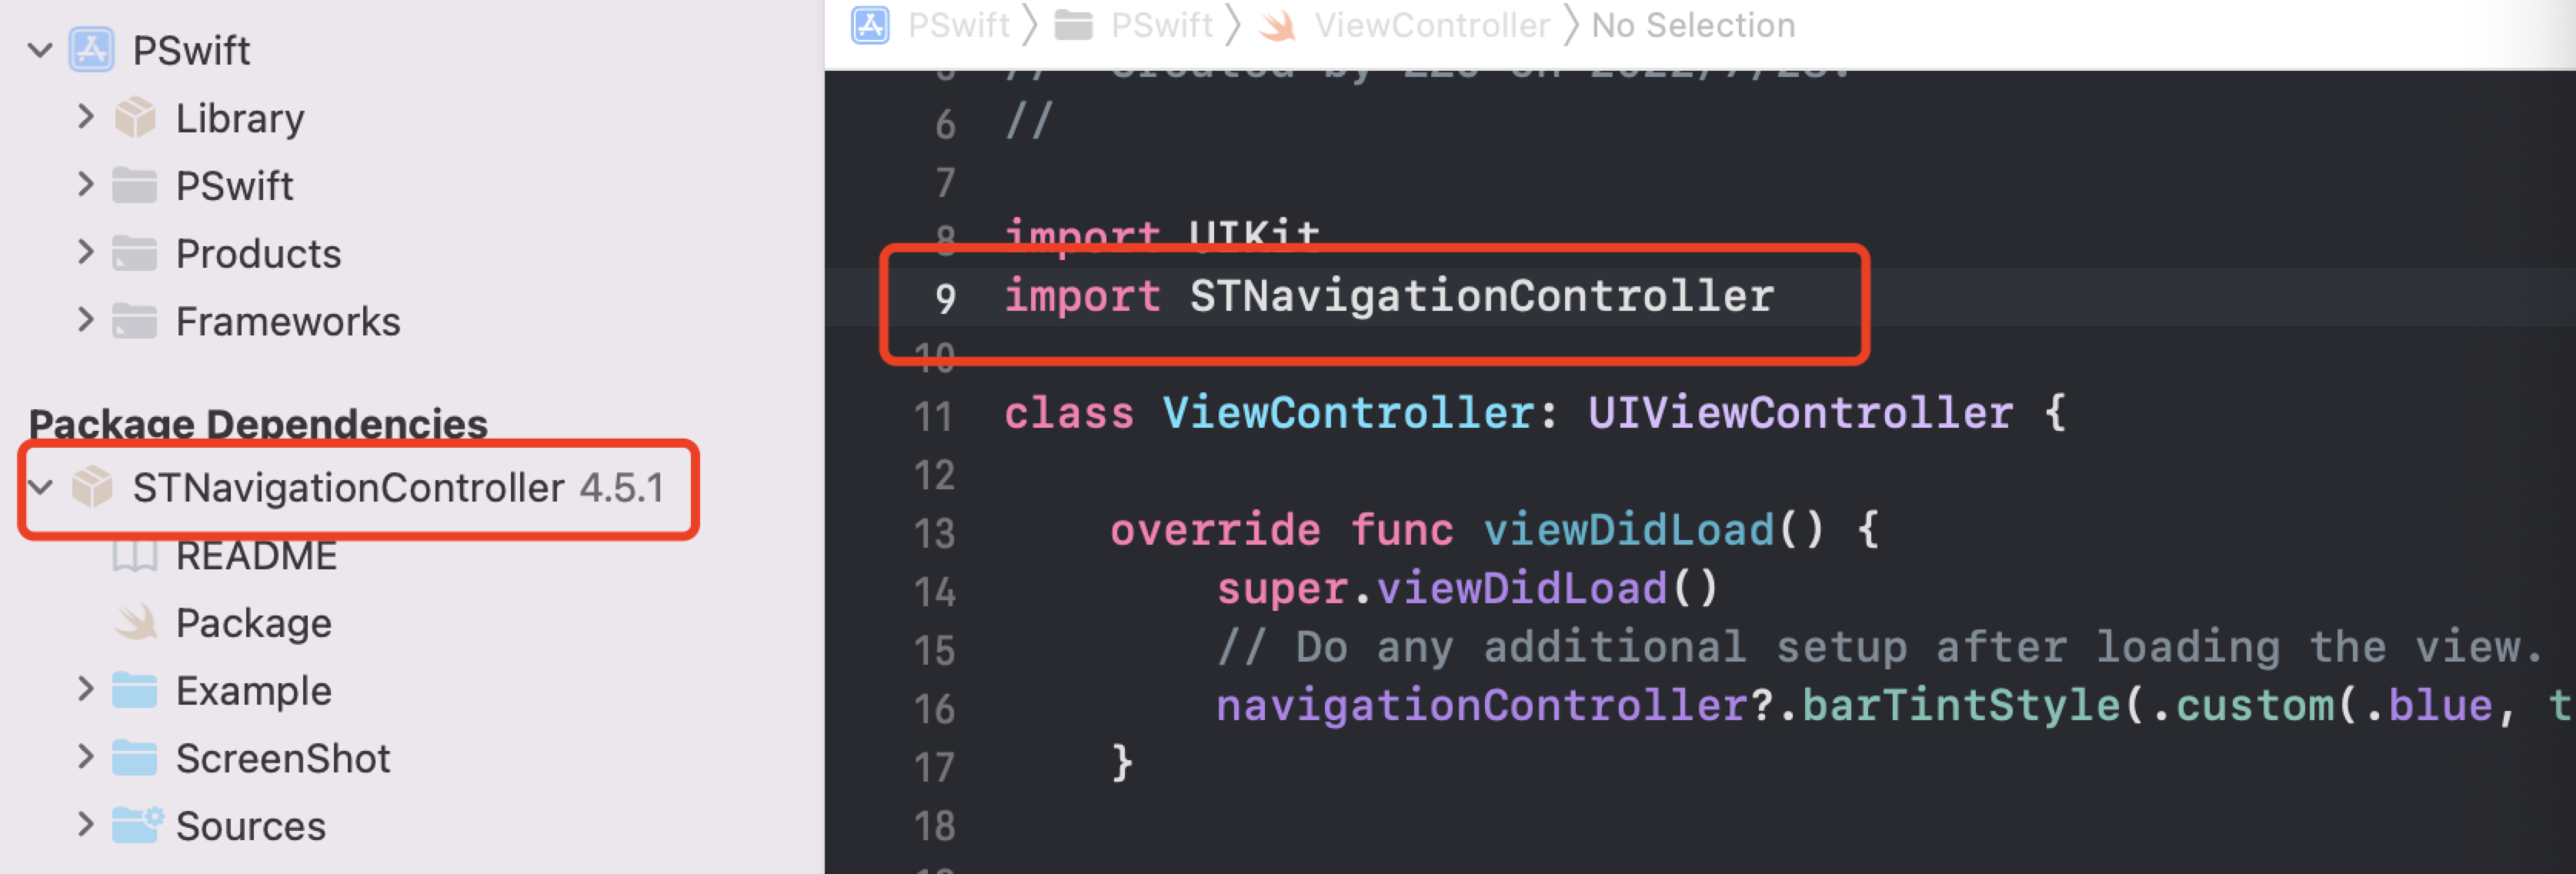 PSwift
Library
PSwift
Products
Frameworks
Package Dependencies
STNavigationController 4.5.1
README
Package
Example
ScreenShot
Sources
PSwift PSwift ViewController No Selection
6 //
7
8 import UIKit
9 import STNavigationController
10
11 class ViewController: UIViewController {
12
13 override func viewDidLoad() {
14 super.viewDidLoad()
15 // Do any additional setup after loading the view.
16 navigationController?.barTintStyle(.custom(.blue, t
17 }
18